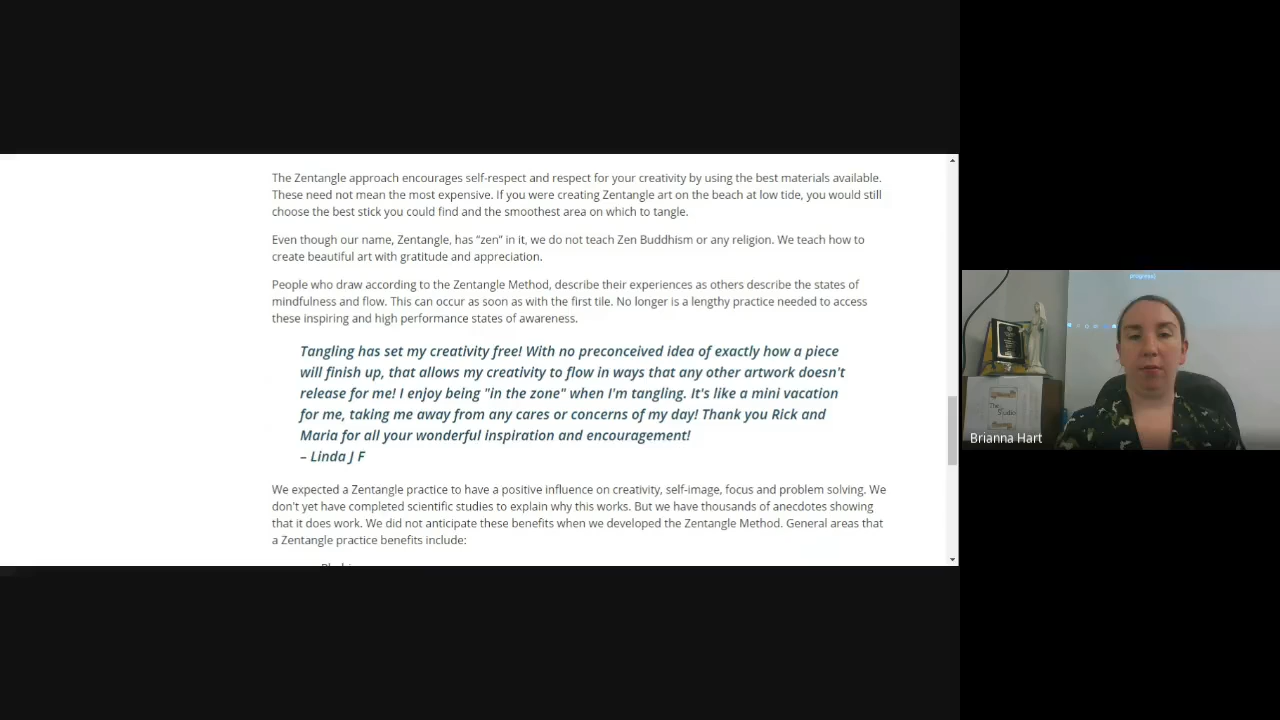 The Zentangle approach encourages self-respect and respect for your creativity by using the best materials available.
These need not mean the most expensive. If you were creating Zentangle art on the beach at low tide, you would still
choose the best stick you could find and the smoothest area on which to tangle.
Even though our name, Zentangle, has “zen” in it, we do not teach Zen Buddhism or any religion. We teach how to
create beautiful art with gratitude and appreciation.
People who draw according to the Zentangle Method, describe their experiences as others describe the states of
mindfulness and flow. This can occur as soon as with the first tile. No longer is a lengthy practice needed to access
these inspiring and high performance states of awareness.
Tangling has set my creativity free! With no preconceived idea of exactly how a piece
will finish up, that allows my creativity to flow in ways that any other artwork doesn't
release for me! I enjoy being "in the zone" when I'm tangling. It's like a mini vacation
for me, taking me away from any cares or concerns of my day! Thank you Rick and
Maria for all your wonderful inspiration and encouragement!
– Linda J F
We expected a Zentangle practice to have a positive influence on creativity, self-image, focus and problem solving. We
don't yet have completed scientific studies to explain why this works. But we have thousands of anecdotes showing
that it does work. We did not anticipate these benefits when we developed the Zentangle Method. General areas that
a Zentangle practice benefits include:
progress)
The
Studio
Brianna Hart